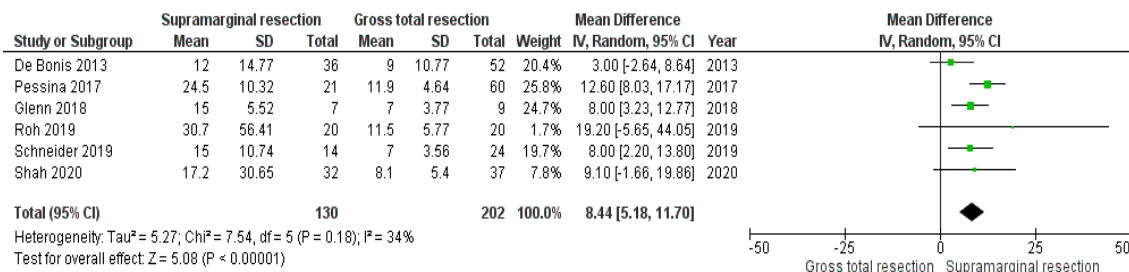 Supramarginal resection Gross total resection Mean Difference Mean Difference
Study or Subgroup Mean SD Total Mean SD Total Weight IV, Random, 95% CI Year IV, Random, 95% CI
De Bonis 2013 12 14.77 36 9 10.77 52 20.4% 3.00 [-2.64, 8.64] 2013
Pessina 2017 24.5 10.32 21 11.9 4.64 60 25.8% 12.60 [8.03, 17.17] 2017
Glenn 2018 15 5.52 7 7 3.77 9 24.7% 8.00 [3.23, 12.77] 2018
Roh 2019 30.7 56.41 20 11.5 5.77 20 1.7% 19.20 [-5.65, 44.05] 2019
Schneider 2019 15 10.74 14 7 3.56 24 19.7% 8.00 [2.20, 13.80] 2019
Shah 2020 17.2 30.65 32 8.1 5.4 37 7.8% 9.10 [-1.66, 19.86] 2020
Total (95% CI) 130 202 100.0% 8.44 [5.18, 11.70]
Heterogeneity: Tau² = 5.27; Chi² = 7.54, df = 5 (P = 0.18); I² = 34%
Test for overall effect: Z = 5.08 (P < 0.00001)
-50 -25 0 25 50
Gross total resection Supramarginal resection